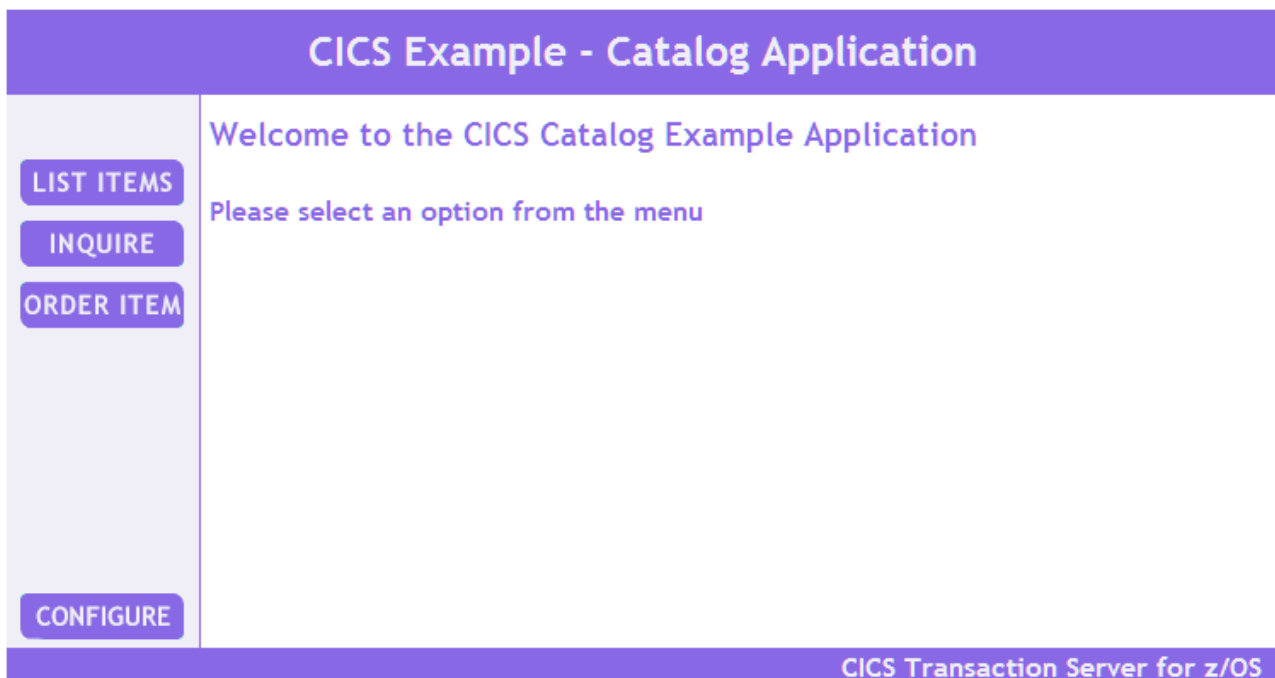 CICS Example - Catalog Application
Welcome to the CICS Catalog Example Application
LIST ITEMS
Please select an option from the menu
INQUIRE
ORDER ITEM
CONFIGURE
CICS Transaction Server for z/OS